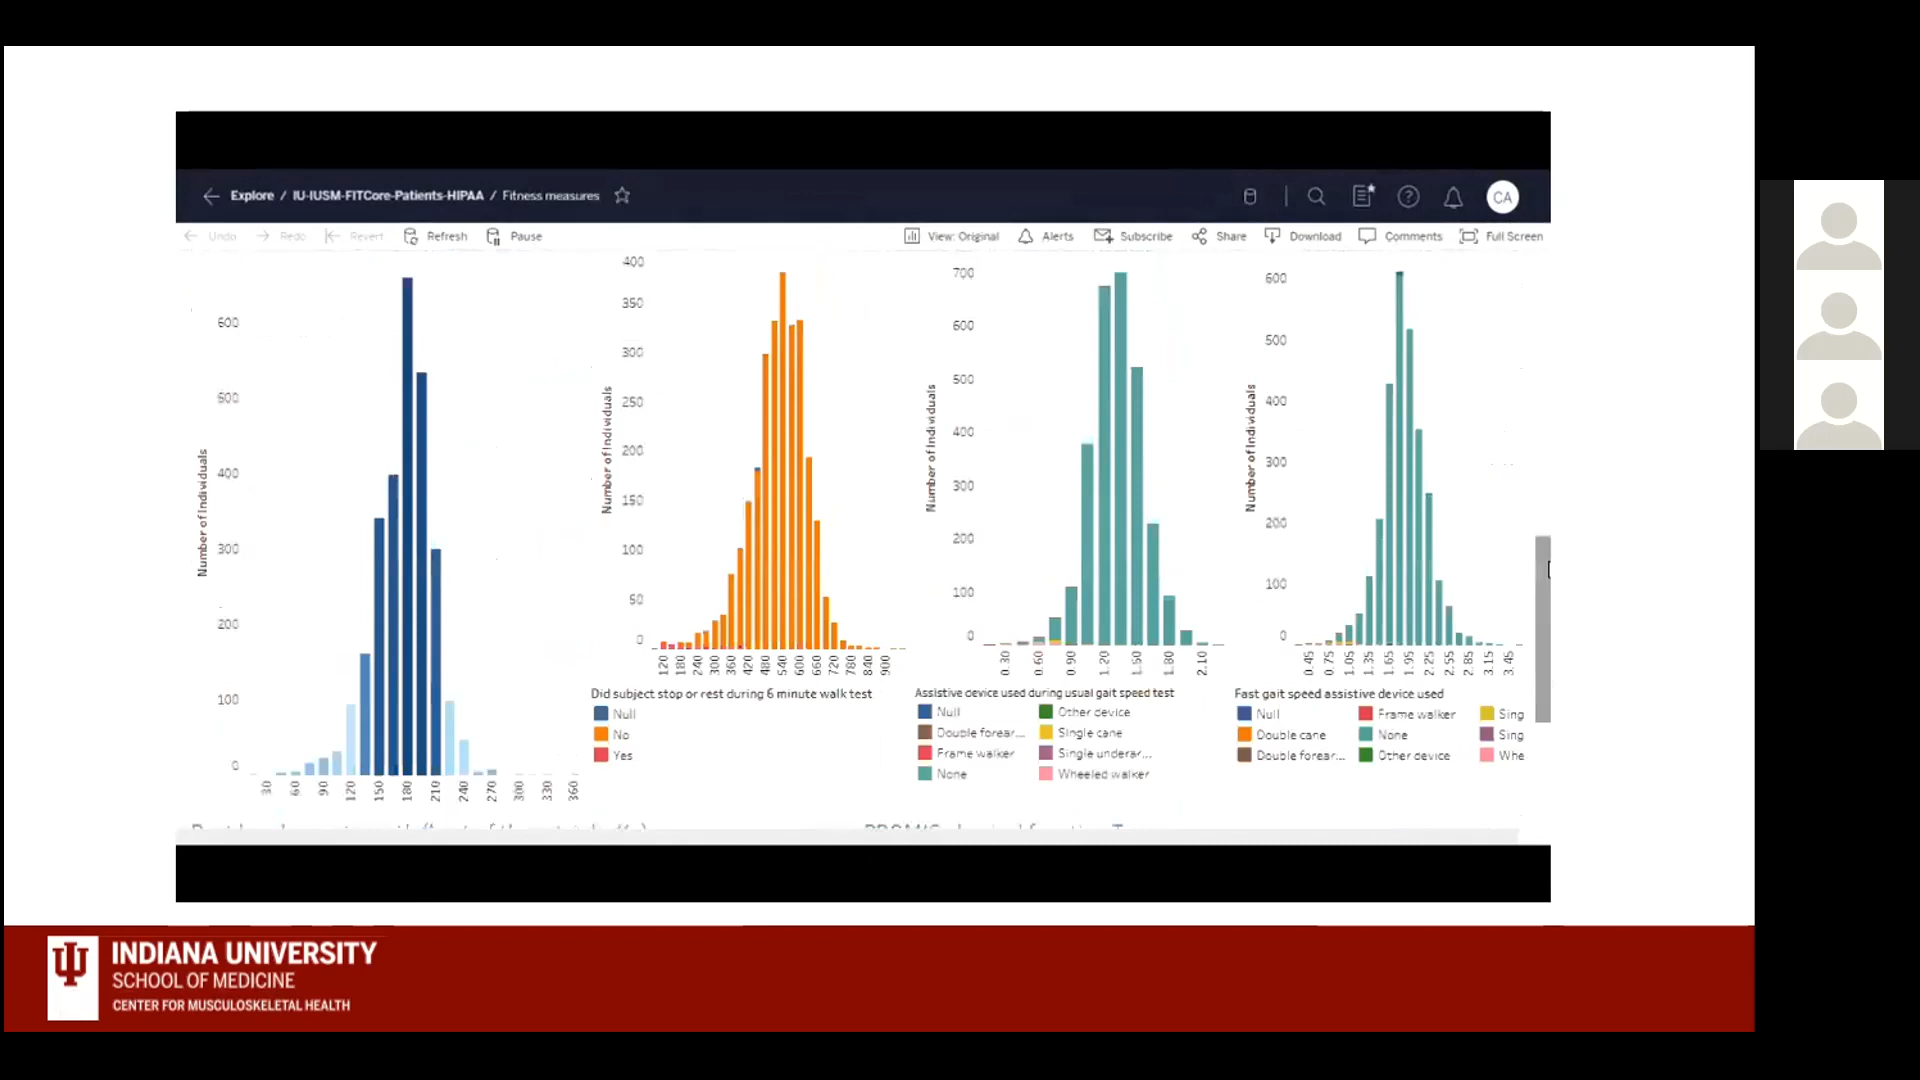 Explore / IU-IUSM-FITCore-Patients-HIPAA / Fitness measures
CA
Undo Redo Revert Refresh Pause View: Original Alerts Subscribe Share Download Comments Full Screen
Number of Individuals
600
500
400
300
200
100
0
30 60 90 120 150 180 210 240 270 300 330 360
Number of Individuals
400
350
300
250
200
150
100
50
0
120 180 240 300 360 420 480 540 600 660 720 780 840 900
Did subject stop or rest during 6 minute walk test
Null
No
Yes
Number of Individuals
700
600
500
400
300
200
100
0
0.30 0.60 0.90 1.20 1.50 1.80 2.10
Assistive device used during usual gait speed test
Null Other device
Double forear... Single cane
Frame walker Single underar...
None Wheeled walker
Number of Individuals
600
500
400
300
200
100
0
0.45 0.75 1.05 1.35 1.65 1.95 2.25 2.55 2.85 3.15 3.45
Fast gait speed assistive device used
Null Frame walker Sing
Double cane None Sing
Double forear... Other device Whe
INDIANA UNIVERSITY
SCHOOL OF MEDICINE
CENTER FOR MUSCULOSKELETAL HEALTH